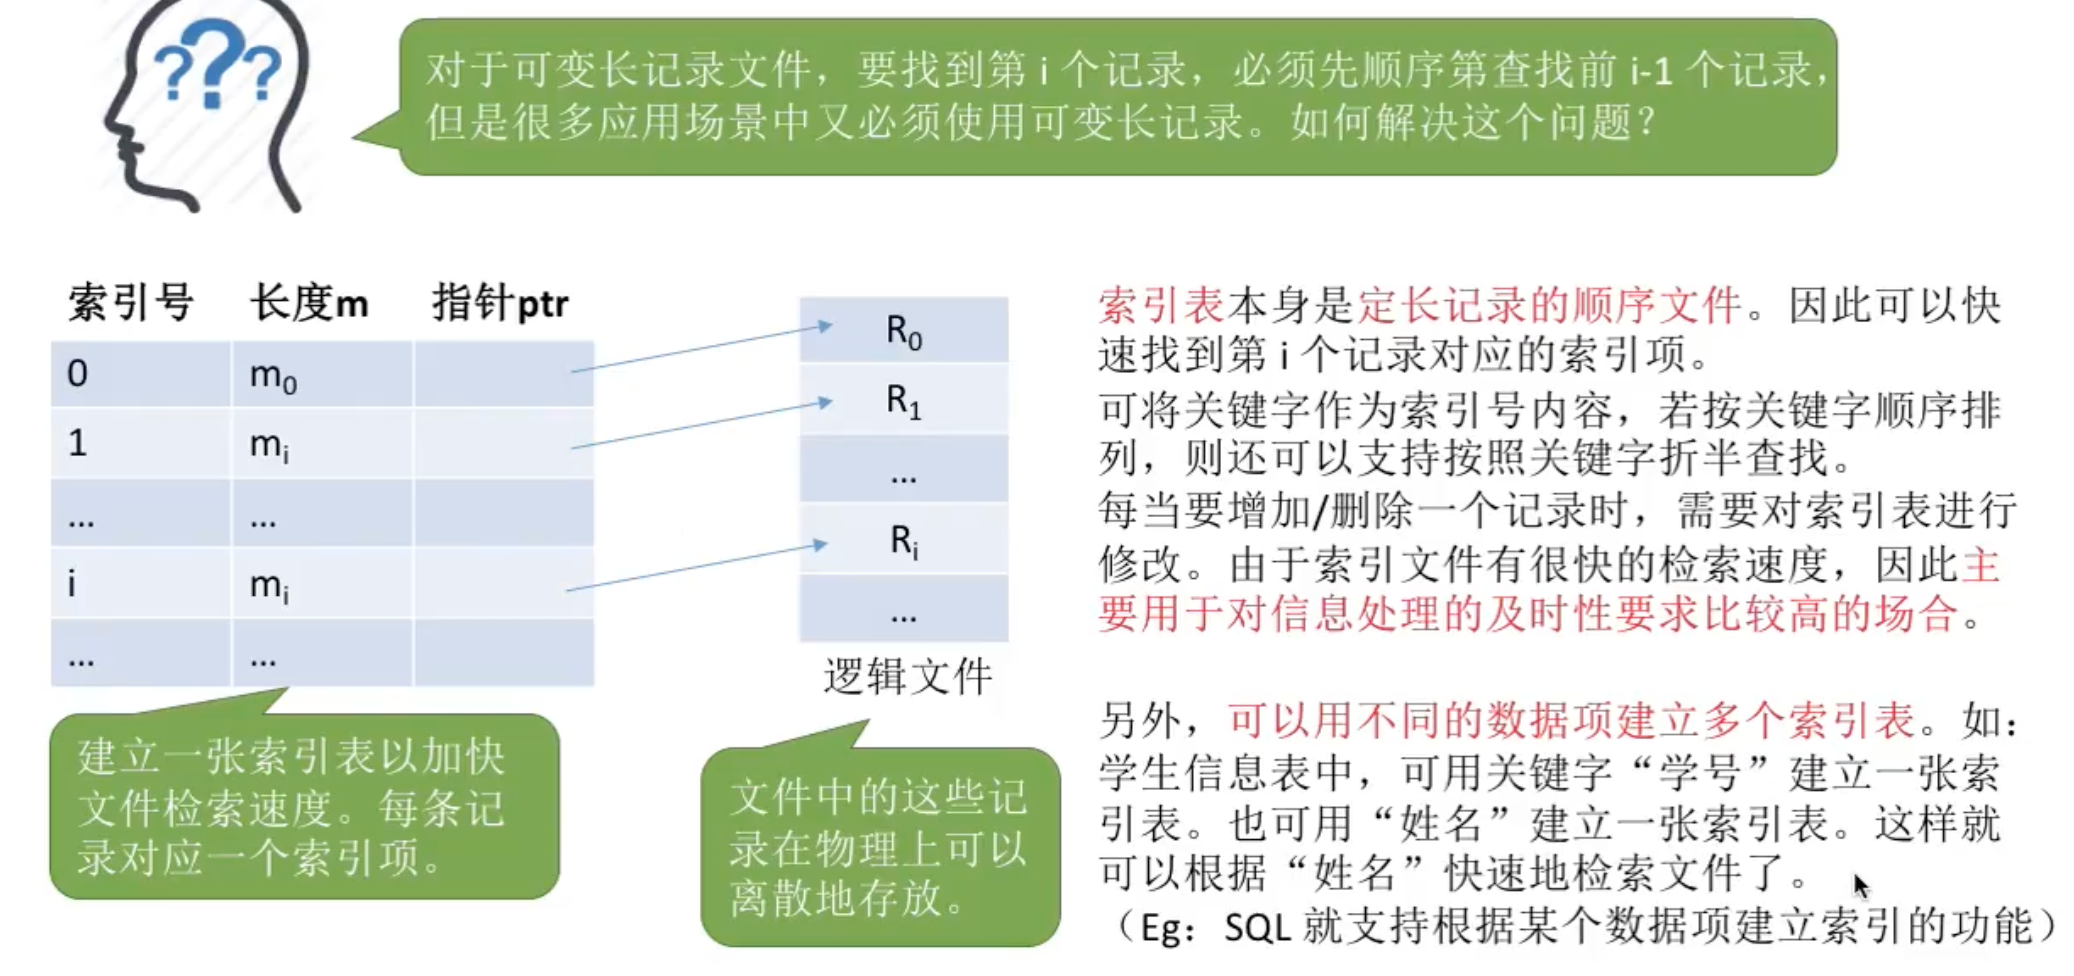 ???
对于可变长记录文件，要找到第 i 个记录，必须先顺序第查找前 i-1 个记录，
但是很多应用场景中又必须使用可变长记录。如何解决这个问题？
索引号 长度m 指针ptr
0 m0
1 mi
... ...
i mi
... ...
R0
R1
...
Ri
...
逻辑文件
建立一张索引表以加快
文件检索速度。每条记
录对应一个索引项。
文件中的这些记
录在物理上可以
离散地存放。
索引表本身是定长记录的顺序文件。因此可以快
速找到第 i 个记录对应的索引项。
可将关键字作为索引号内容，若按关键字顺序排
列，则还可以支持按照关键字折半查找。
每当要增加/删除一个记录时，需要对索引表进行
修改。由于索引文件有很快的检索速度，因此主
要用于对信息处理的及时性要求比较高的场合。
另外，可以用不同的数据项建立多个索引表。如：
学生信息表中，可用关键字“学号”建立一张索
引表。也可用“姓名”建立一张索引表。这样就
可以根据“姓名”快速地检索文件了。
（Eg：SQL 就支持根据某个数据项建立索引的功能）